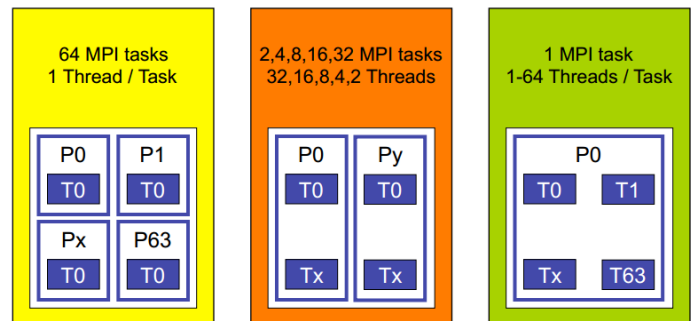 64 MPI tasks
1 Thread / Task
P0
P1
T0
T0
Px
P63
T0
T0
2,4,8,16,32 MPI tasks
32,16,8,4,2 Threads
P0
Py
T0
T0
Tx
Tx
1 MPI task
1-64 Threads / Task
P0
T0
T1
Tx
T63